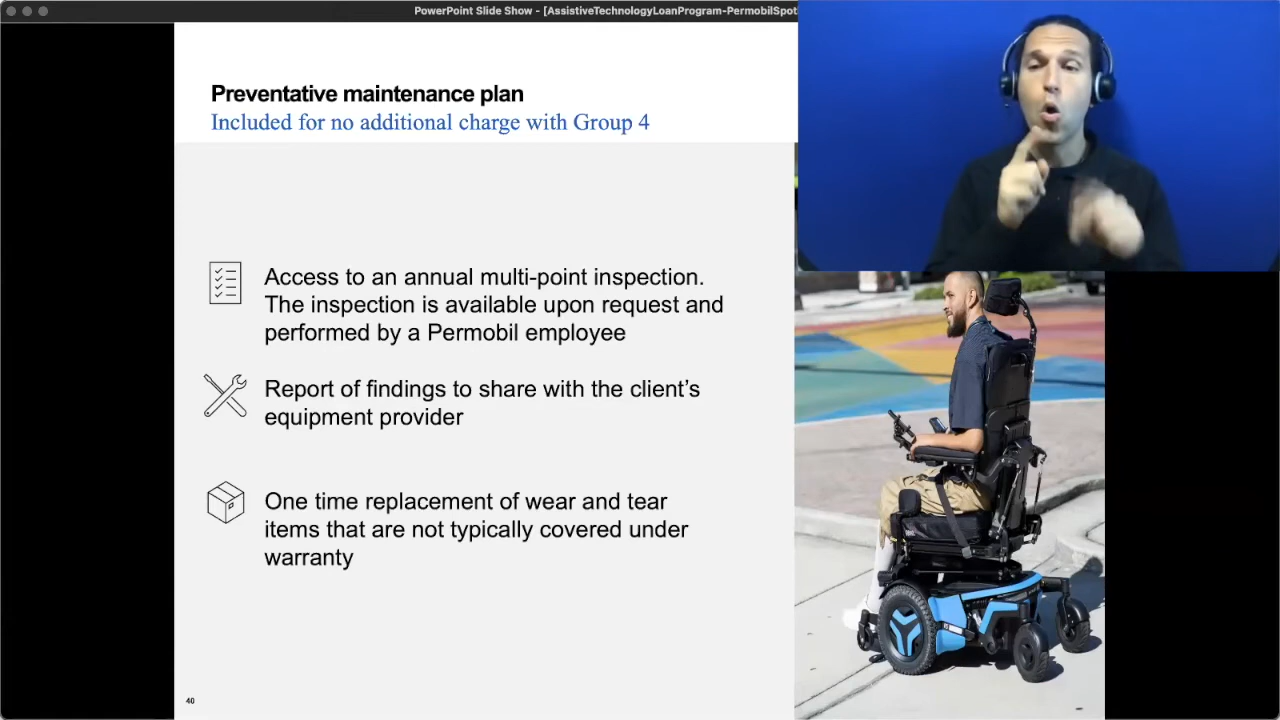 PowerPoint Slide Show - [AssistiveTechnologyLoanProgram-PermobilSpot
Preventative maintenance plan
Included for no additional charge with Group 4
Access to an annual multi-point inspection.
The inspection is available upon request and
performed by a Permobil employee
Report of findings to share with the client’s
equipment provider
One time replacement of wear and tear
items that are not typically covered under
warranty
40